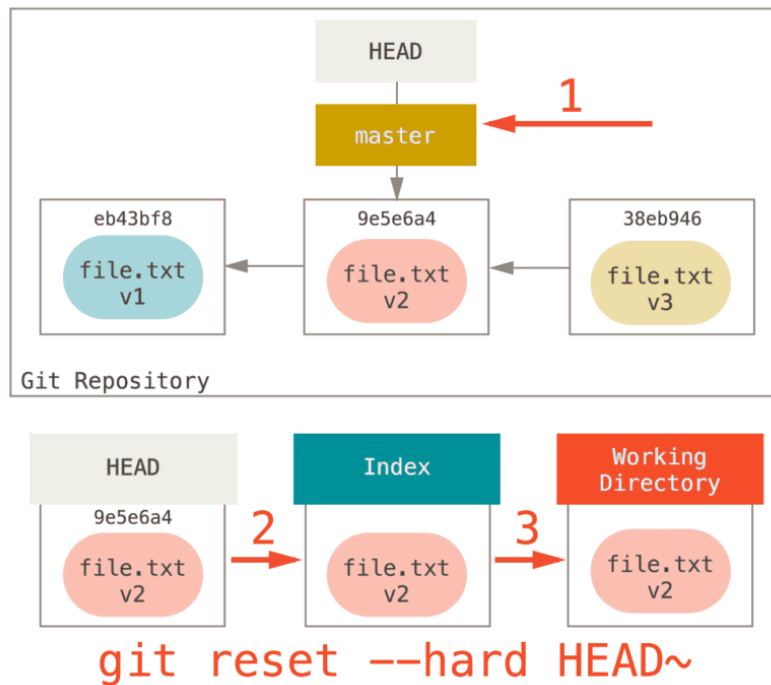 HEAD
1
master
eb43bf8
9e5e6a4
38eb946
file.txt
v1
file.txt
v2
file.txt
v3
Git Repository
HEAD
Index
Working
Directory
9e5e6a4
2
3
file.txt
v2
file.txt
v2
file.txt
v2
git reset --hard HEAD~